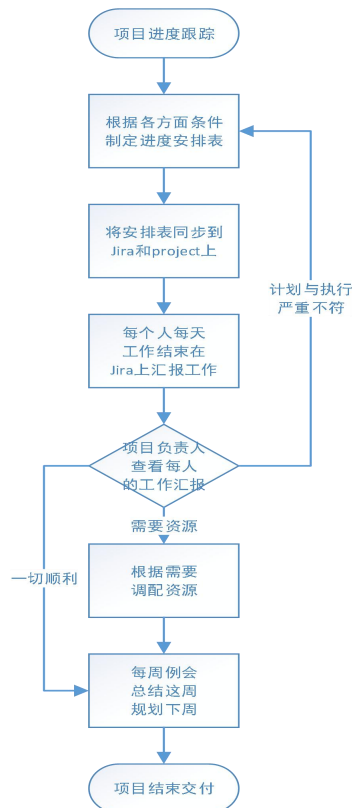 项目进度跟踪
根据各方面条件
制定进度安排表
将安排表同步到
Jira和project上
计划与执行
严重不符
每个人每天
工作结束在
Jira上汇报工作
项目负责人
查看每人
的工作汇报
需要资源
一切顺利
根据需要
调配资源
每周例会
总结这周
规划下周
项目结束交付